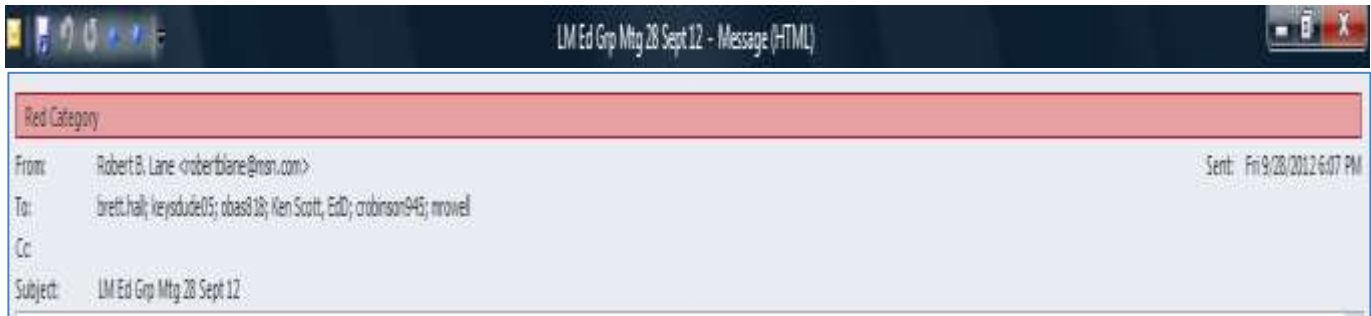 LM Ed Grp Mtg 28 Sept 12 - Message (HTML)
Red Category
From: Robert B. Lane <robertblane@msn.com> Sent: Fri 9/28/2012 6:07 PM
To: brett.hall; keysdude05; obas818; Ken Scott, EdD; crobinson945; mrowell
Cc:
Subject: LM Ed Grp Mtg 28 Sept 12